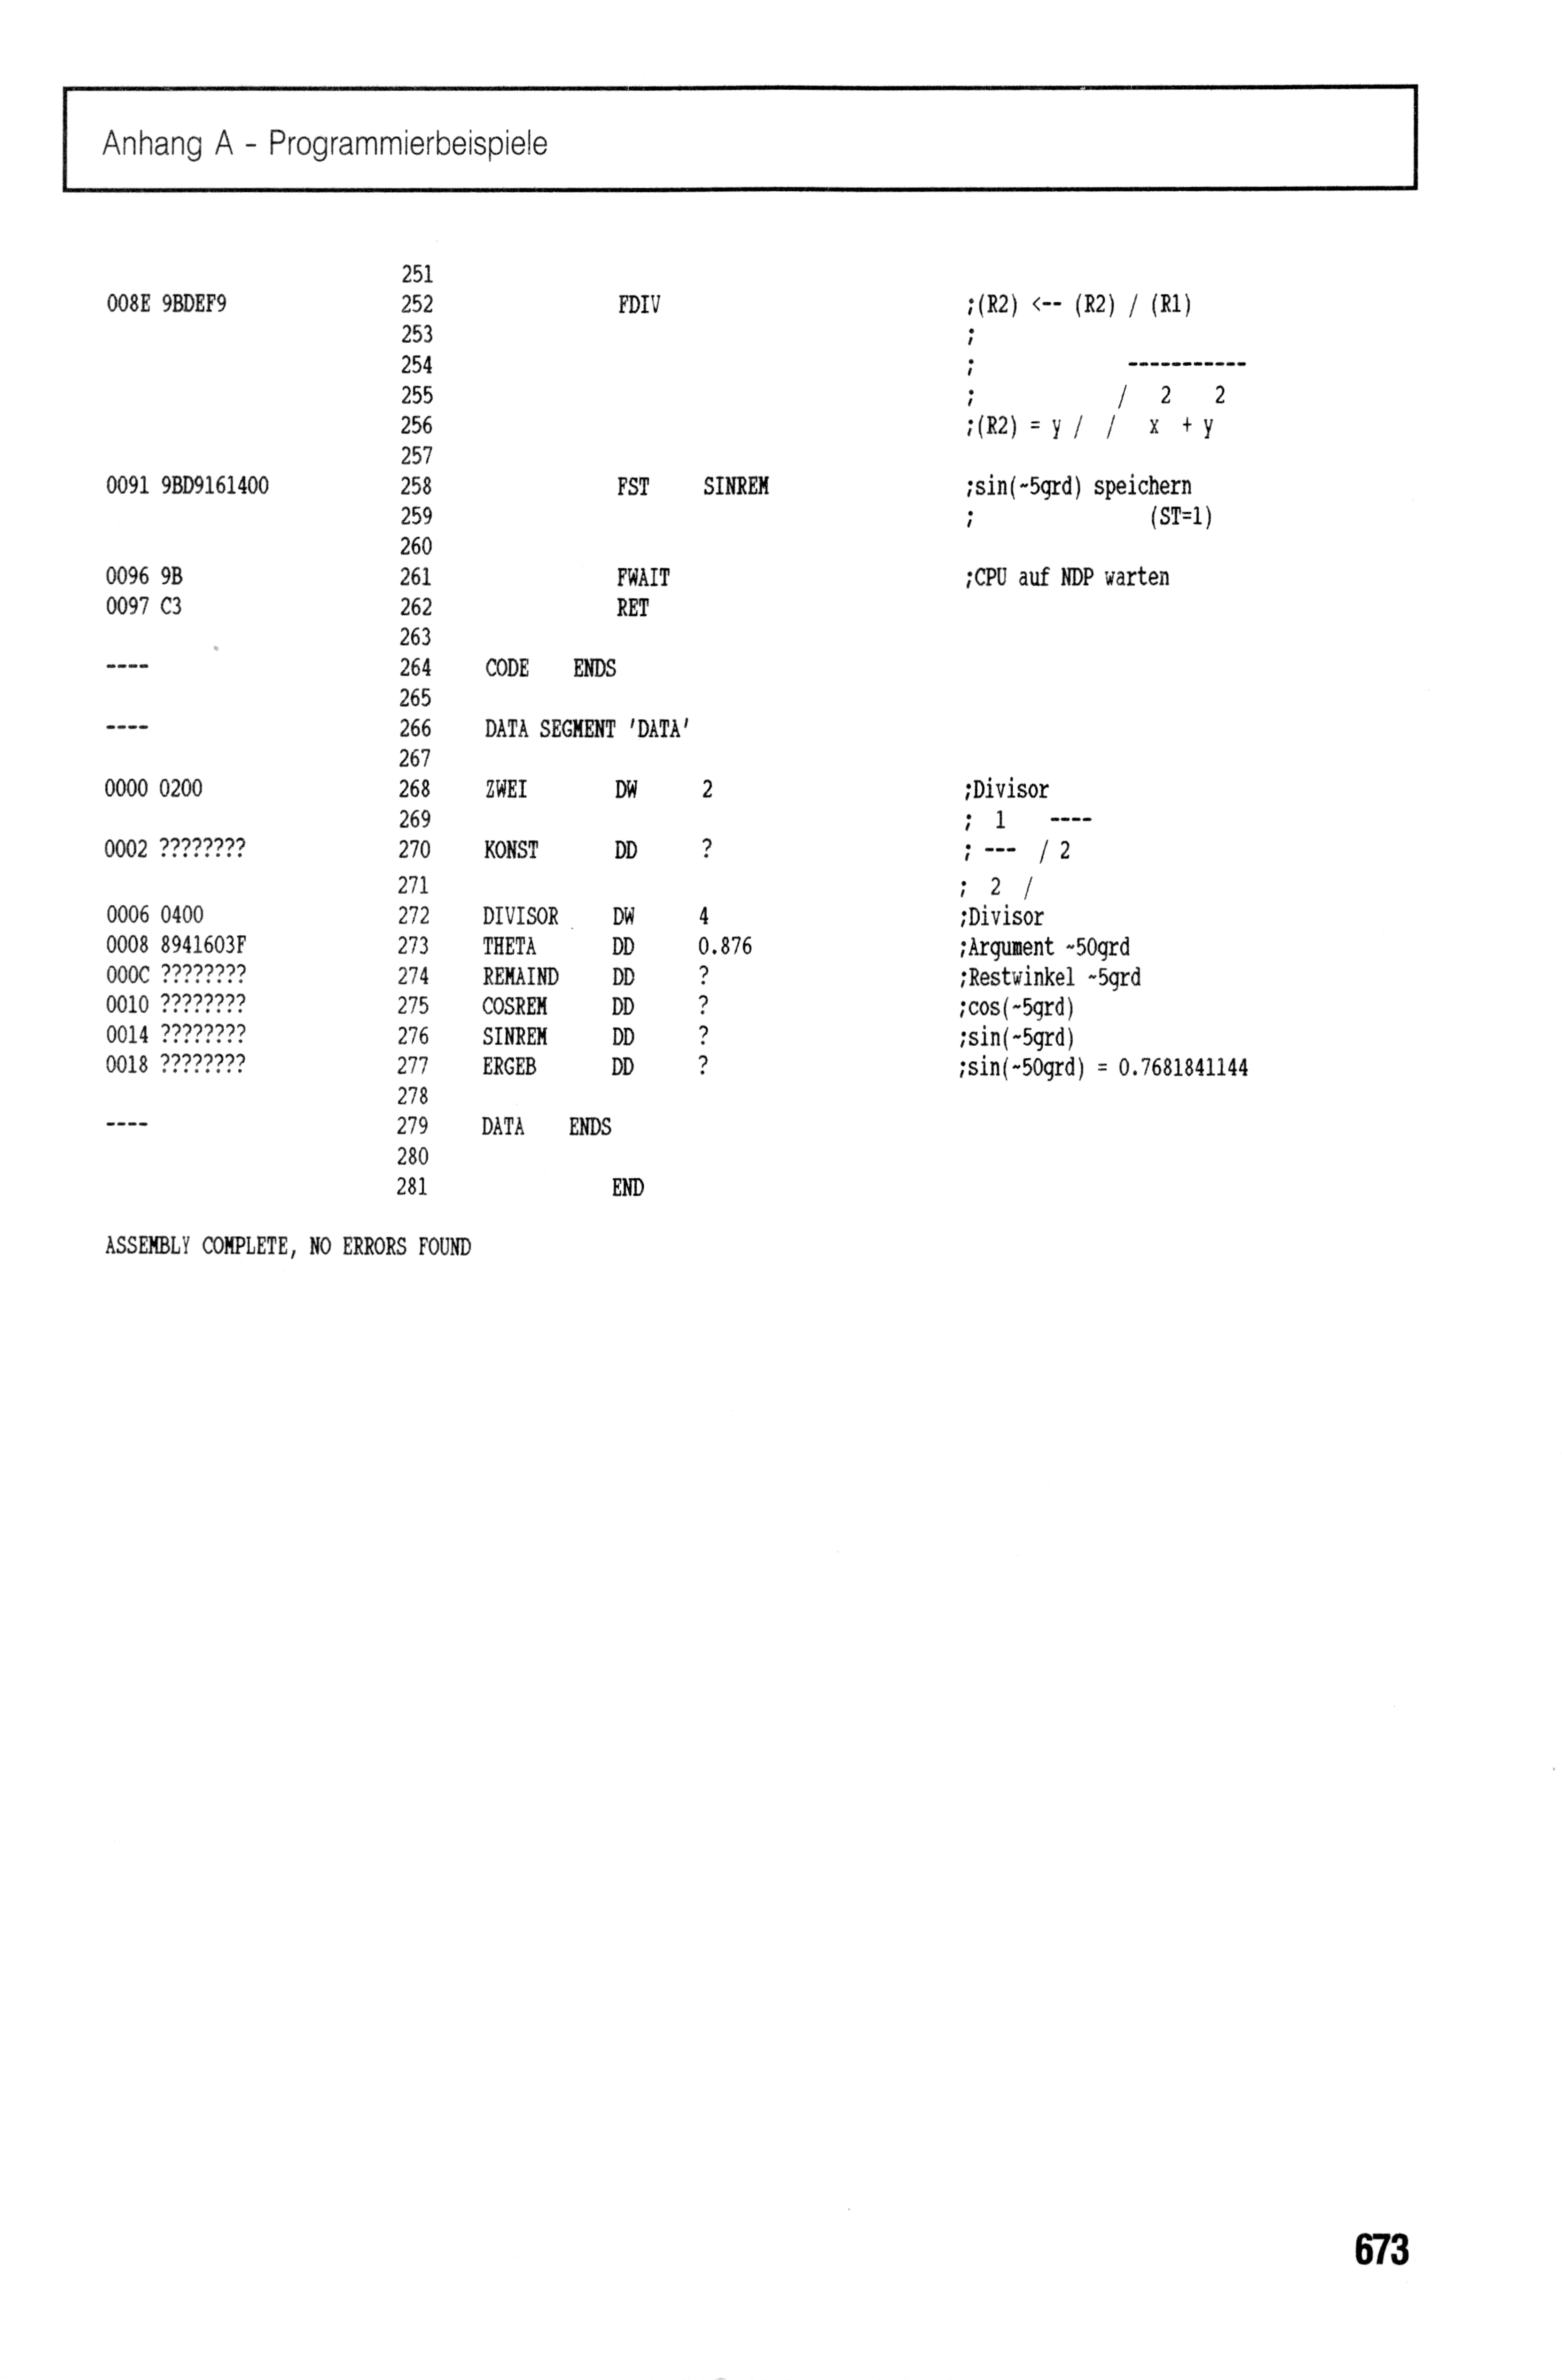 Anhang A - Programmierbeispiele
251
008E 9BDEF9 252 FDIV ;(R2) <-- (R2) / (R1)
253 ;
254 ; -----------
255 ; / 2 2
256 ;(R2) = y / / x + y
257
0091 9BD9161400 258 FST SINREM ;sin(~5grd) speichern
259 ; (ST=1)
260
0096 9B 261 FWAIT ;CPU auf NDP warten
0097 C3 262 RET
263
---- 264 CODE ENDS
265
---- 266 DATA SEGMENT 'DATA'
267
0000 0200 268 ZWEI DW 2 ;Divisor
269 ; 1 ----
0002 ???????? 270 KONST DD ? ; --- / 2
271 ; 2 /
0006 0400 272 DIVISOR DW 4 ;Divisor
0008 8941603F 273 THETA DD 0.876 ;Argument ~50grd
000C ???????? 274 REMAIND DD ? ;Restwinkel ~5grd
0010 ???????? 275 COSREM DD ? ;cos(~5grd)
0014 ???????? 276 SINREM DD ? ;sin(~5grd)
0018 ???????? 277 ERGEB DD ? ;sin(~50grd) = 0.7681841144
278
---- 279 DATA ENDS
280
281 END
ASSEMBLY COMPLETE, NO ERRORS FOUND
673